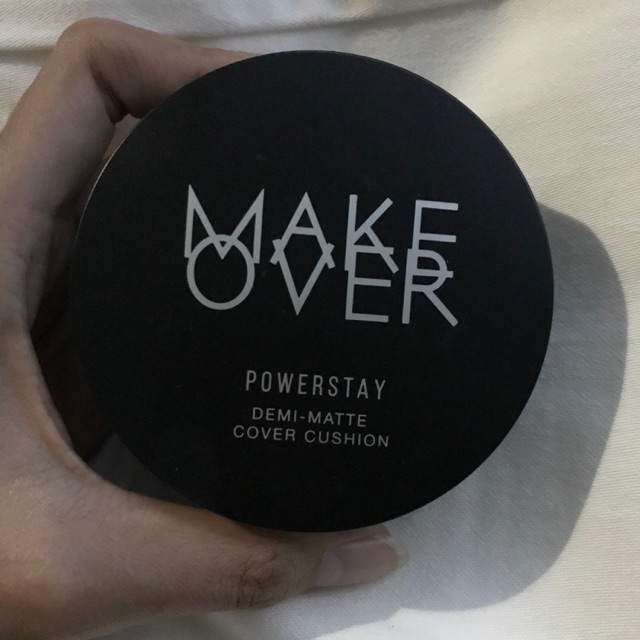 MAKE
OVER
POWERSTAY
DEMI-MATTE
COVER CUSHION